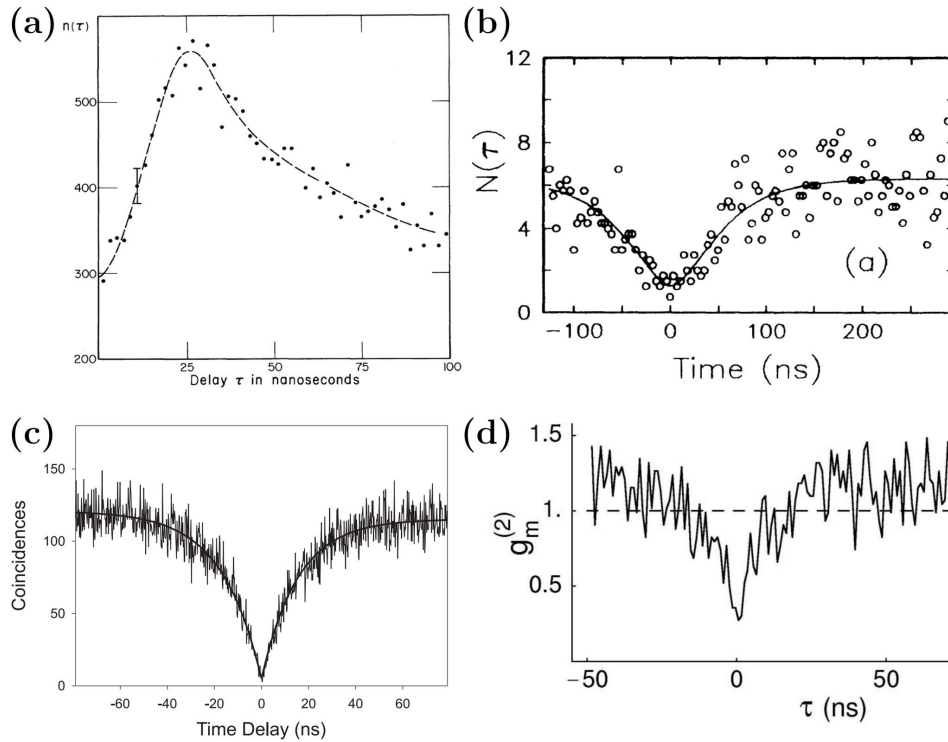 (a)
n(τ)
500
400
300
200
25
50
75
100
Delay τ in nanoseconds
(b)
12
8
4
0
N(τ)
(a)
-100
0
100
200
Time (ns)
(c)
150
100
50
0
Coincidences
-60
-40
-20
0
20
40
60
Time Delay (ns)
(d)
1.5
1
0.5
g_m^(2)
−50
0
50
τ (ns)